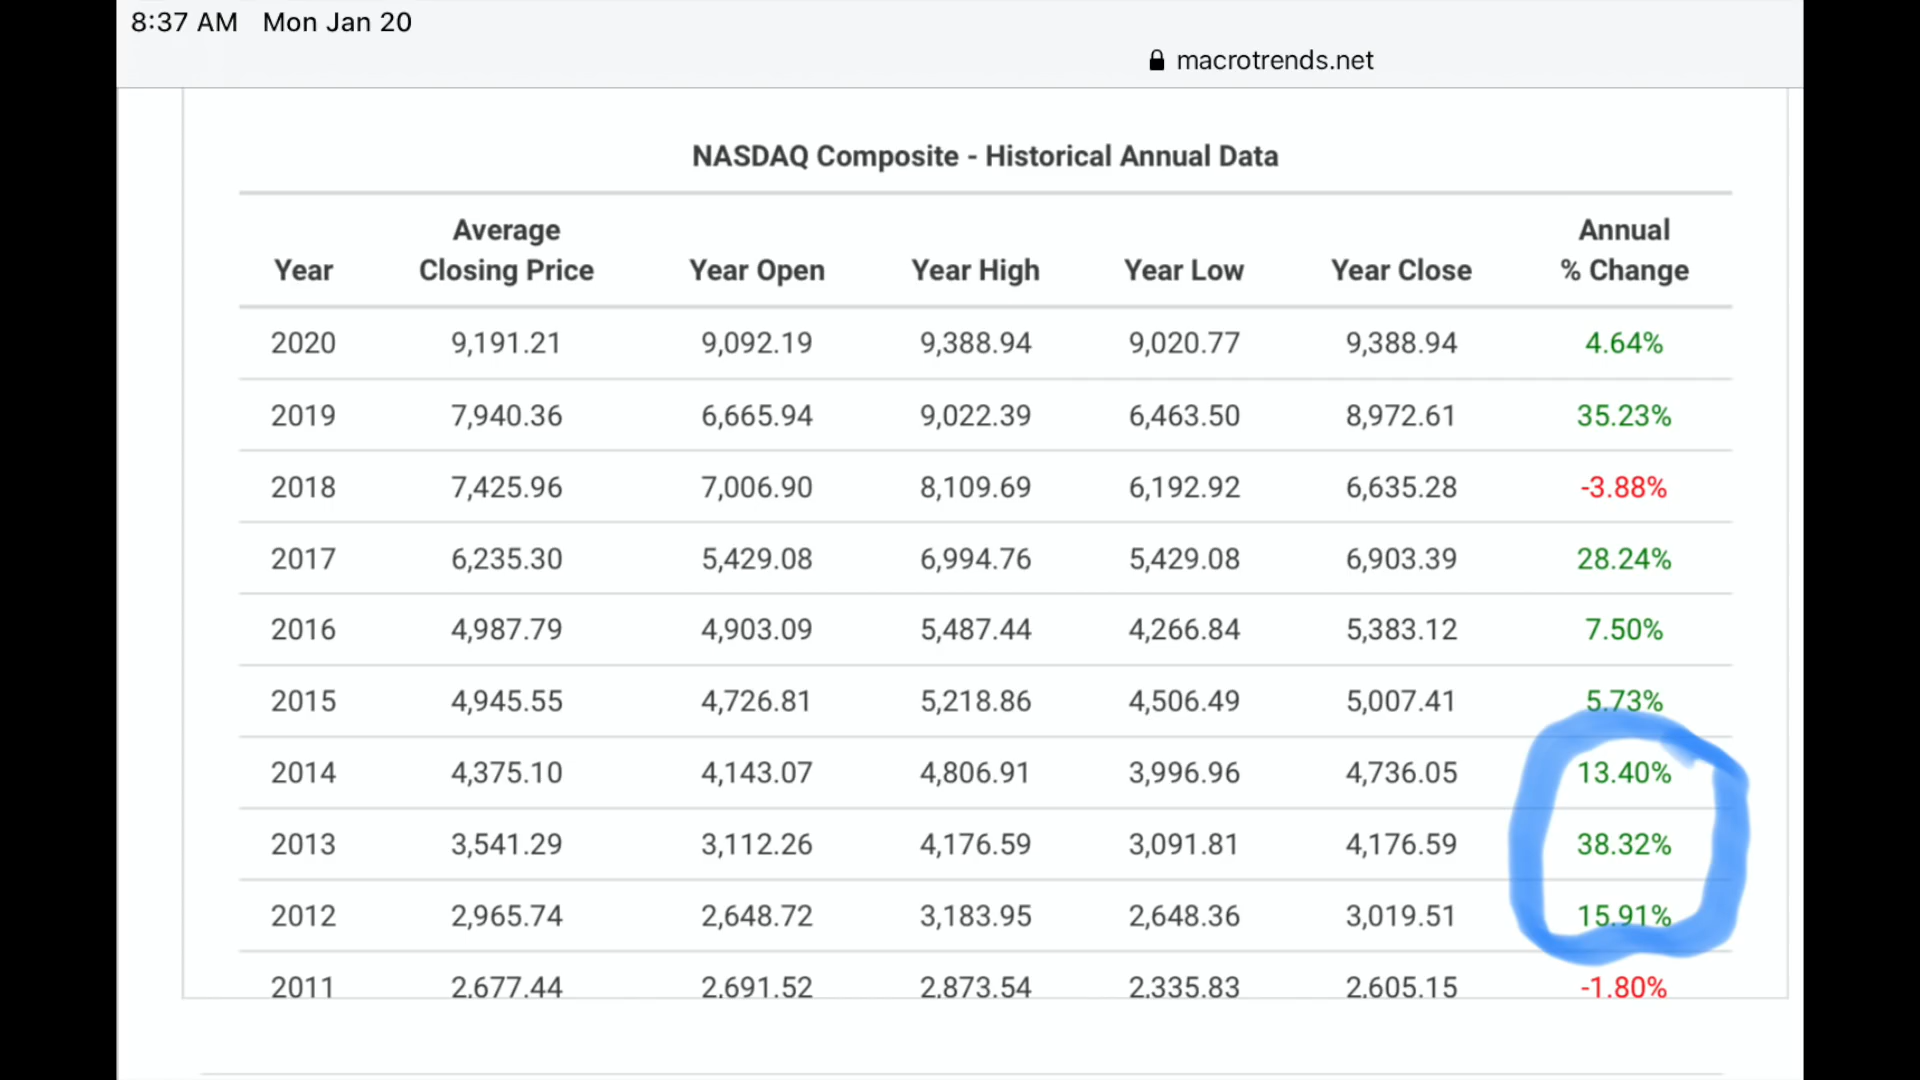 8:37 AM Mon Jan 20
macrotrends.net
NASDAQ Composite - Historical Annual Data
Year Average Closing Price Year Open Year High Year Low Year Close Annual % Change
2020 9,191.21 9,092.19 9,388.94 9,020.77 9,388.94 4.64%
2019 7,940.36 6,665.94 9,022.39 6,463.50 8,972.61 35.23%
2018 7,425.96 7,006.90 8,109.69 6,192.92 6,635.28 -3.88%
2017 6,235.30 5,429.08 6,994.76 5,429.08 6,903.39 28.24%
2016 4,987.79 4,903.09 5,487.44 4,266.84 5,383.12 7.50%
2015 4,945.55 4,726.81 5,218.86 4,506.49 5,007.41 5.73%
2014 4,375.10 4,143.07 4,806.91 3,996.96 4,736.05 13.40%
2013 3,541.29 3,112.26 4,176.59 3,091.81 4,176.59 38.32%
2012 2,965.74 2,648.72 3,183.95 2,648.36 3,019.51 15.91%
2011 2,677.44 2,691.52 2,873.54 2,335.83 2,605.15 -1.80%